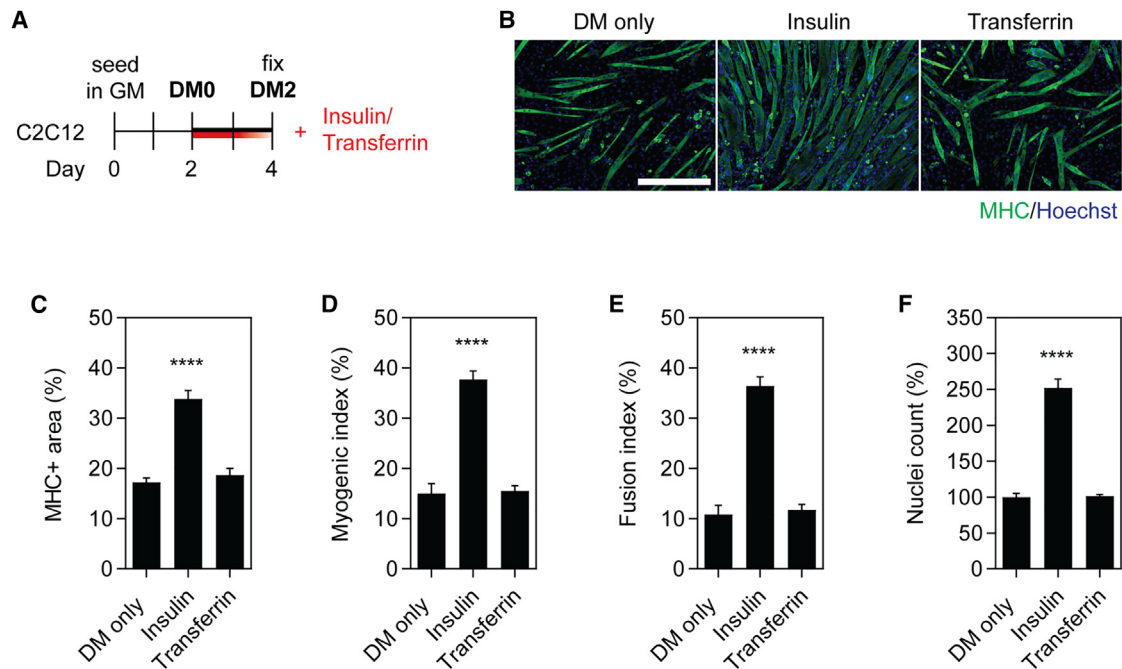 A
seed
in GM
DM0
fix
DM2
C2C12
+
Insulin/
Transferrin
Day
0
2
4
B
DM only
Insulin
Transferrin
MHC/Hoechst
C
MHC+ area (%)
50
40
30
20
10
0
****
DM only
Insulin
Transferrin
D
Myogenic index (%)
50
40
30
20
10
0
****
DM only
Insulin
Transferrin
E
Fusion index (%)
50
40
30
20
10
0
****
DM only
Insulin
Transferrin
F
Nuclei count (%)
350
300
250
200
150
100
50
0
****
DM only
Insulin
Transferrin